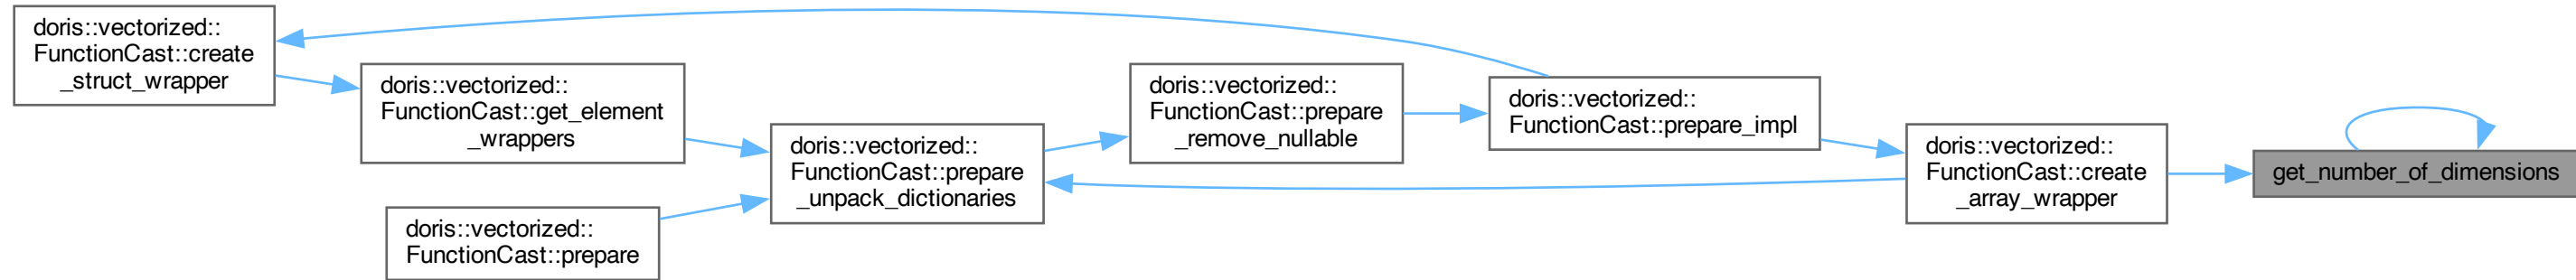 doris::vectorized::
FunctionCast::create
_struct_wrapper
doris::vectorized::
FunctionCast::get_element
_wrappers
doris::vectorized::
FunctionCast::prepare
doris::vectorized::
FunctionCast::prepare
_unpack_dictionaries
doris::vectorized::
FunctionCast::prepare
_remove_nullable
doris::vectorized::
FunctionCast::prepare_impl
doris::vectorized::
FunctionCast::create
_array_wrapper
get_number_of_dimensions